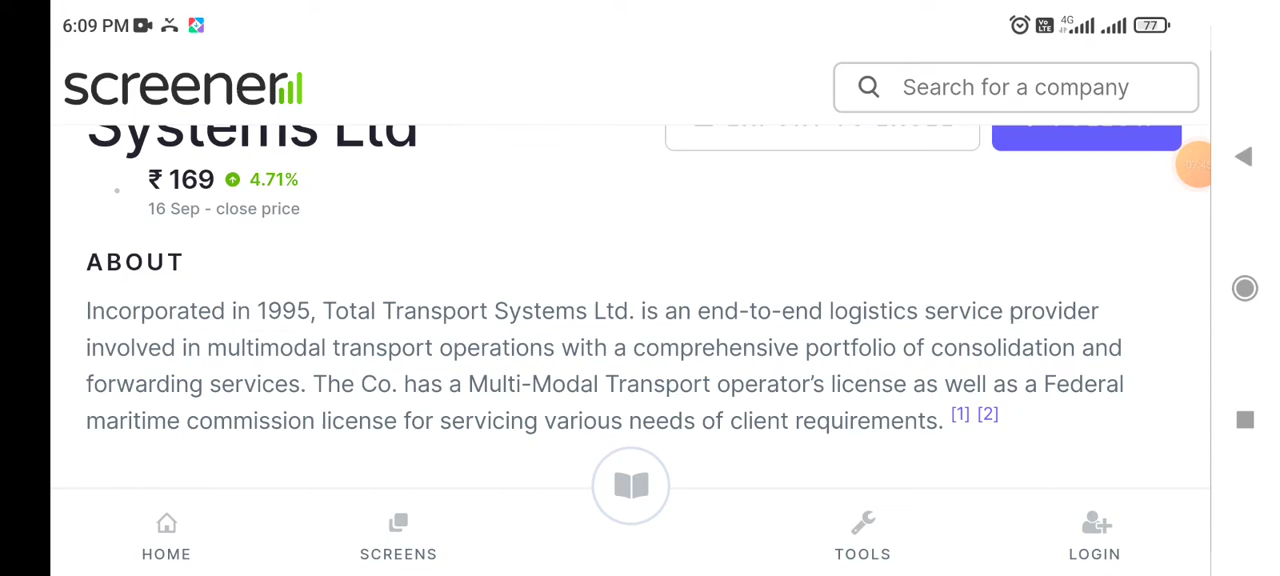 6:09 PM
4G
Vo LTE
77
screener
Search for a company
Systems Ltd
₹ 169 4.71%
16 Sep - close price
ABOUT
Incorporated in 1995, Total Transport Systems Ltd. is an end-to-end logistics service provider
involved in multimodal transport operations with a comprehensive portfolio of consolidation and
forwarding services. The Co. has a Multi-Modal Transport operator’s license as well as a Federal
maritime commission license for servicing various needs of client requirements. [1] [2]
HOME
SCREENS
TOOLS
LOGIN